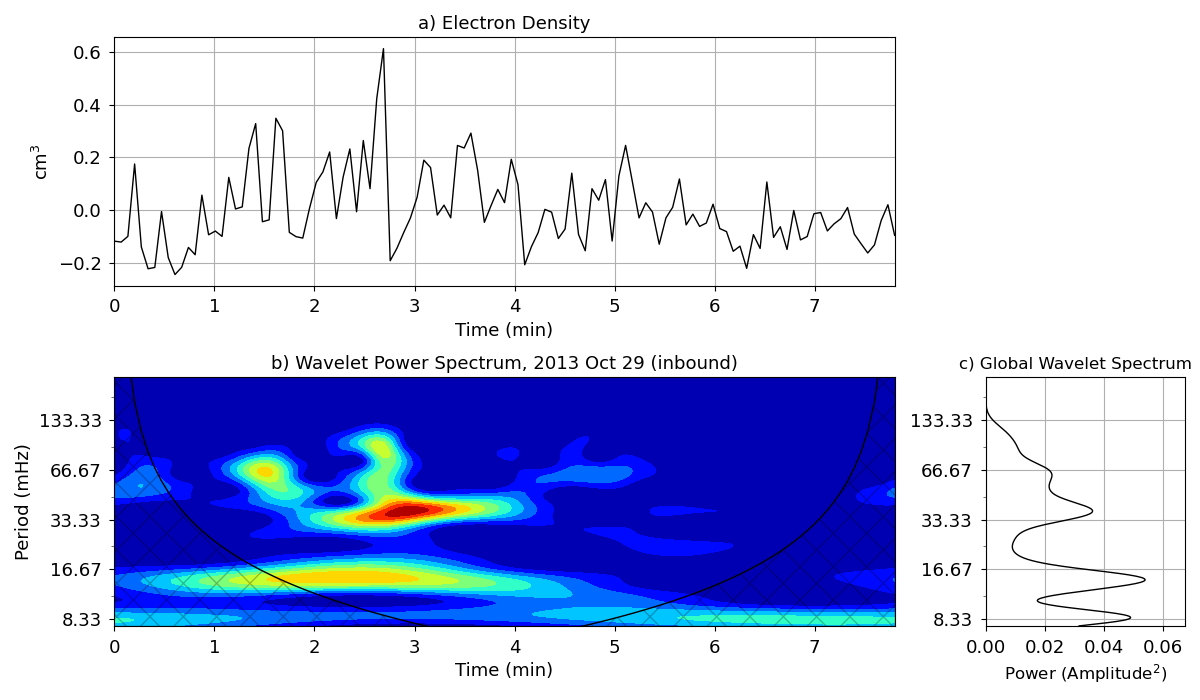 a) Electron Density
cm³
0.6
0.4
0.2
0.0
−0.2
0 1 2 3 4 5 6 7
Time (min)
b) Wavelet Power Spectrum, 2013 Oct 29 (inbound)
Period (mHz)
133.33
66.67
33.33
16.67
8.33
0 1 2 3 4 5 6 7
Time (min)
c) Global Wavelet Spectrum
133.33
66.67
33.33
16.67
8.33
0.00 0.02 0.04 0.06
Power (Amplitude²)